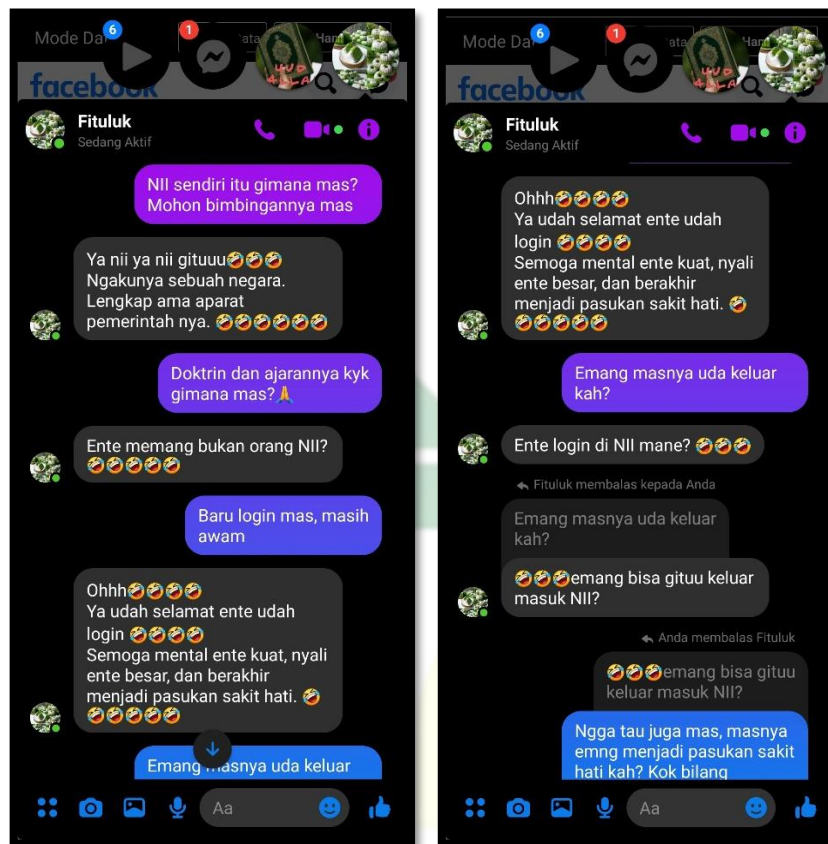 Mode Da
6
1
facebook
Fituluk
Sedang Aktif
NII sendiri itu gimana mas?
Mohon bimbingannya mas
Ya nii ya nii gituuu🤣🤣🤣
Ngakunya sebuah negara.
Lengkap ama aparat
pemerintah nya. 🤣🤣🤣🤣🤣🤣
Doktrin dan ajarannya kyk
gimana mas?🙏
Ente memang bukan orang NII?
🤣🤣🤣🤣🤣
Baru login mas, masih
awam
Ohhh🤣🤣🤣🤣
Ya udah selamat ente udah
login 🤣🤣🤣🤣
Semoga mental ente kuat, nyali
ente besar, dan berakhir
menjadi pasukan sakit hati. 🤣
🤣🤣🤣🤣🤣
Emang masnya uda keluar
Aa
Mode Da
6
1
facebook
Fituluk
Sedang Aktif
Ohhh🤣🤣🤣🤣
Ya udah selamat ente udah
login 🤣🤣🤣🤣
Semoga mental ente kuat, nyali
ente besar, dan berakhir
menjadi pasukan sakit hati. 🤣
🤣🤣🤣🤣🤣
Emang masnya uda keluar
kah?
Ente login di NII mane? 🤣🤣🤣
Fituluk membalas kepada Anda
Emang masnya uda keluar
kah?
🤣🤣🤣emang bisa gituu keluar
masuk NII?
Anda membalas Fituluk
🤣🤣🤣emang bisa gituu
keluar masuk NII?
Ngga tau juga mas, masnya
emng menjadi pasukan sakit
hati kah? Kok bilang
Aa